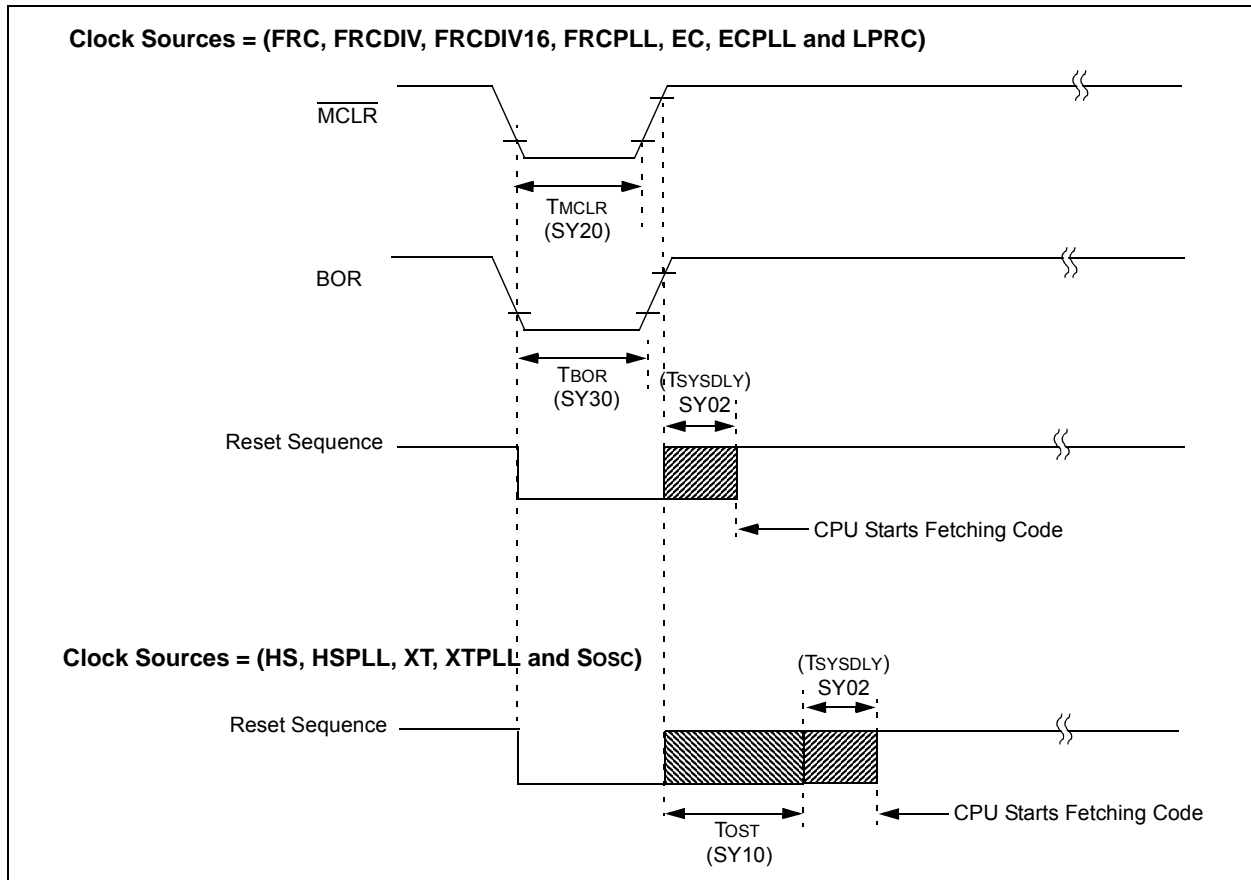 Clock Sources = (FRC, FRCDIV, FRCDIV16, FRCPLL, EC, ECPLL and LPRC)
MCLR
TMCLR
(SY20)
BOR
TBOR
(SY30)
(TSYSDLY)
SY02
Reset Sequence
CPU Starts Fetching Code
Clock Sources = (HS, HSPLL, XT, XTPLL and SOSC)
(TSYSDLY)
SY02
Reset Sequence
CPU Starts Fetching Code
TOST
(SY10)